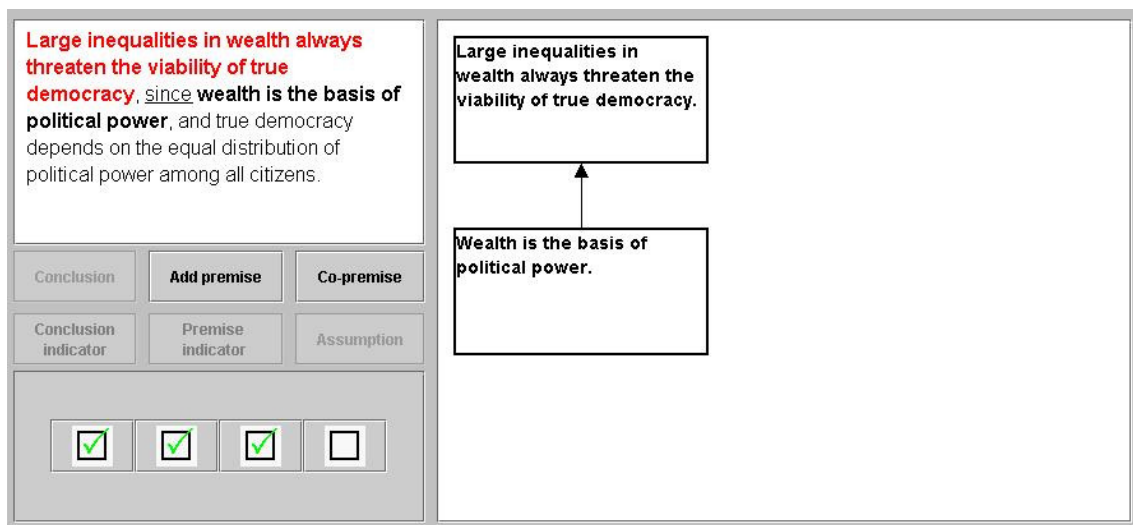 Large inequalities in wealth always
threaten the viability of true
democracy, since wealth is the basis of
political power, and true democracy
depends on the equal distribution of
political power among all citizens.
Conclusion
Add premise
Co-premise
Conclusion
indicator
Premise
indicator
Assumption
Large inequalities in
wealth always threaten the
viability of true democracy.
Wealth is the basis of
political power.